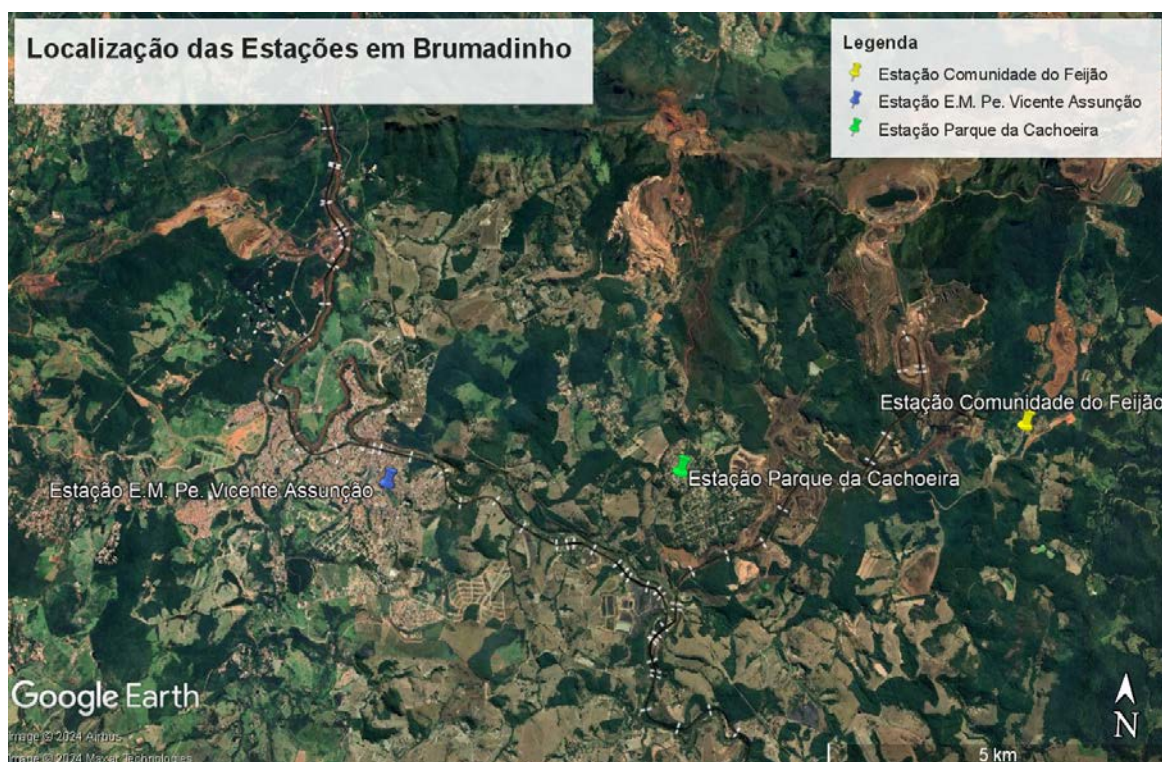 Localização das Estações em Brumadinho
Legenda
Estação Comunidade do Feijão
Estação E.M. Pe. Vicente Assunção
Estação Parque da Cachoeira
Estação Comunidade do Feijão
Estação E.M. Pe. Vicente Assunção
Estação Parque da Cachoeira
Google Earth
Image © 2024 Airbus
Image © 2024 Maxar Technologies
N
5 km